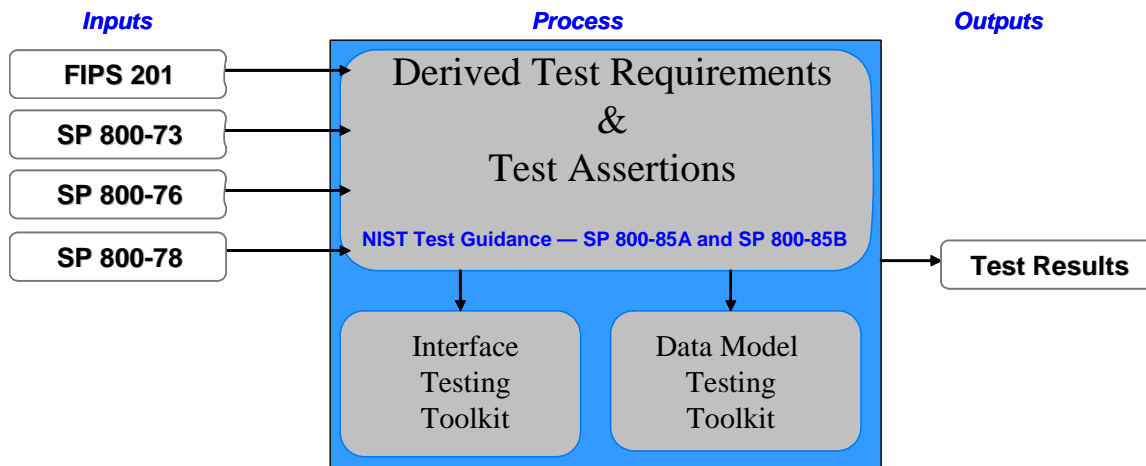 Inputs
Process
Outputs
FIPS 201
SP 800-73
SP 800-76
SP 800-78
Derived Test Requirements
&
Test Assertions
NIST Test Guidance — SP 800-85A and SP 800-85B
Interface
Testing
Toolkit
Data Model
Testing
Toolkit
Test Results